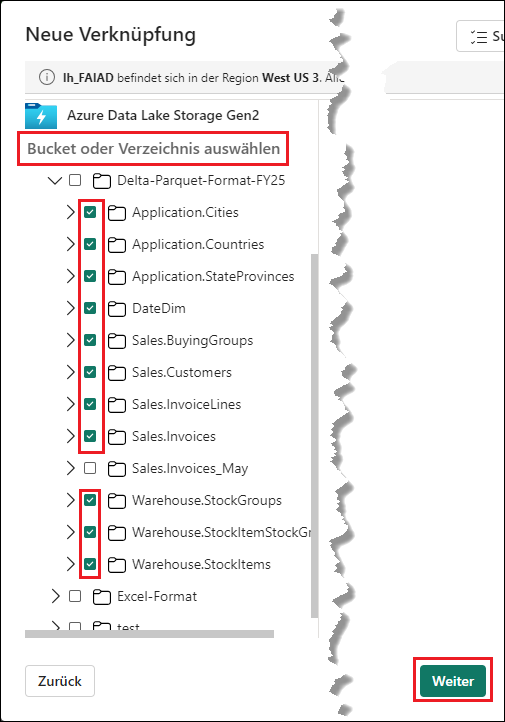 Neue Verknüpfung
lh_FAIAD befindet sich in der Region West US 3.
Azure Data Lake Storage Gen2
Bucket oder Verzeichnis auswählen
Delta-Parquet-Format-FY25
Application.Cities
Application.Countries
Application.StateProvinces
DateDim
Sales.BuyingGroups
Sales.Customers
Sales.InvoiceLines
Sales.Invoices
Sales.Invoices_May
Warehouse.StockGroups
Warehouse.StockItemStockGr
Warehouse.StockItems
Excel-Format
test
Zurück
Weiter